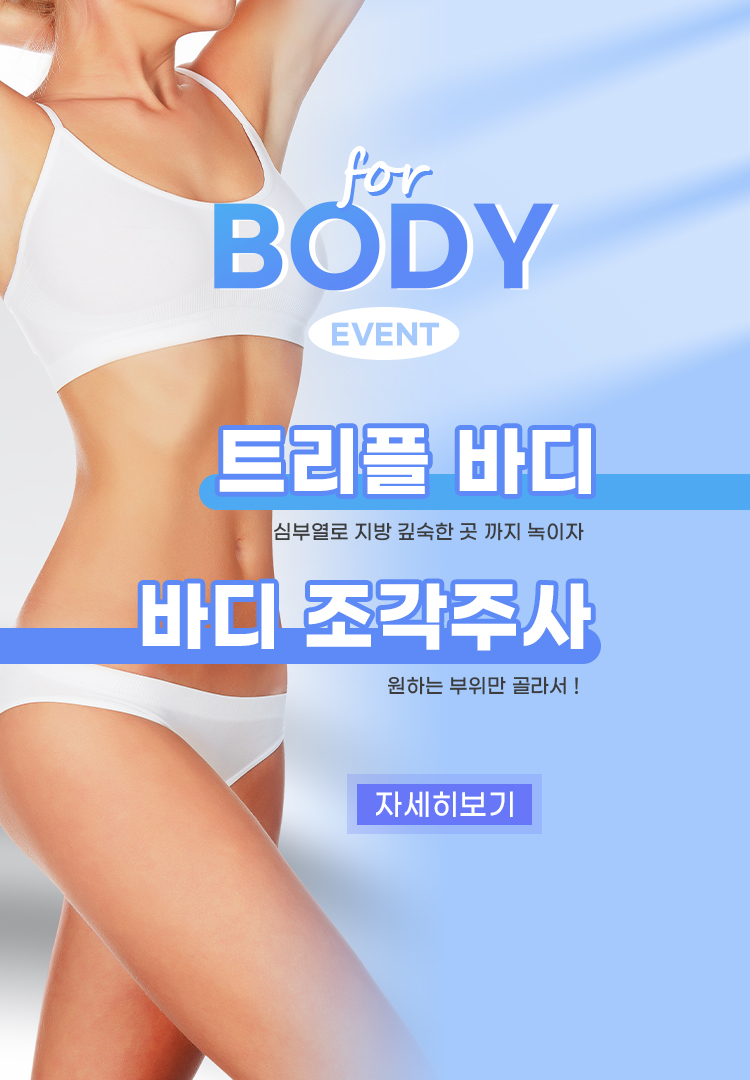 for
BODY
EVENT
트리플 바디
심부열로 지방 깊숙한 곳 까지 녹이자
바디 조각주사
원하는 부위만 골라서 !
자세히보기